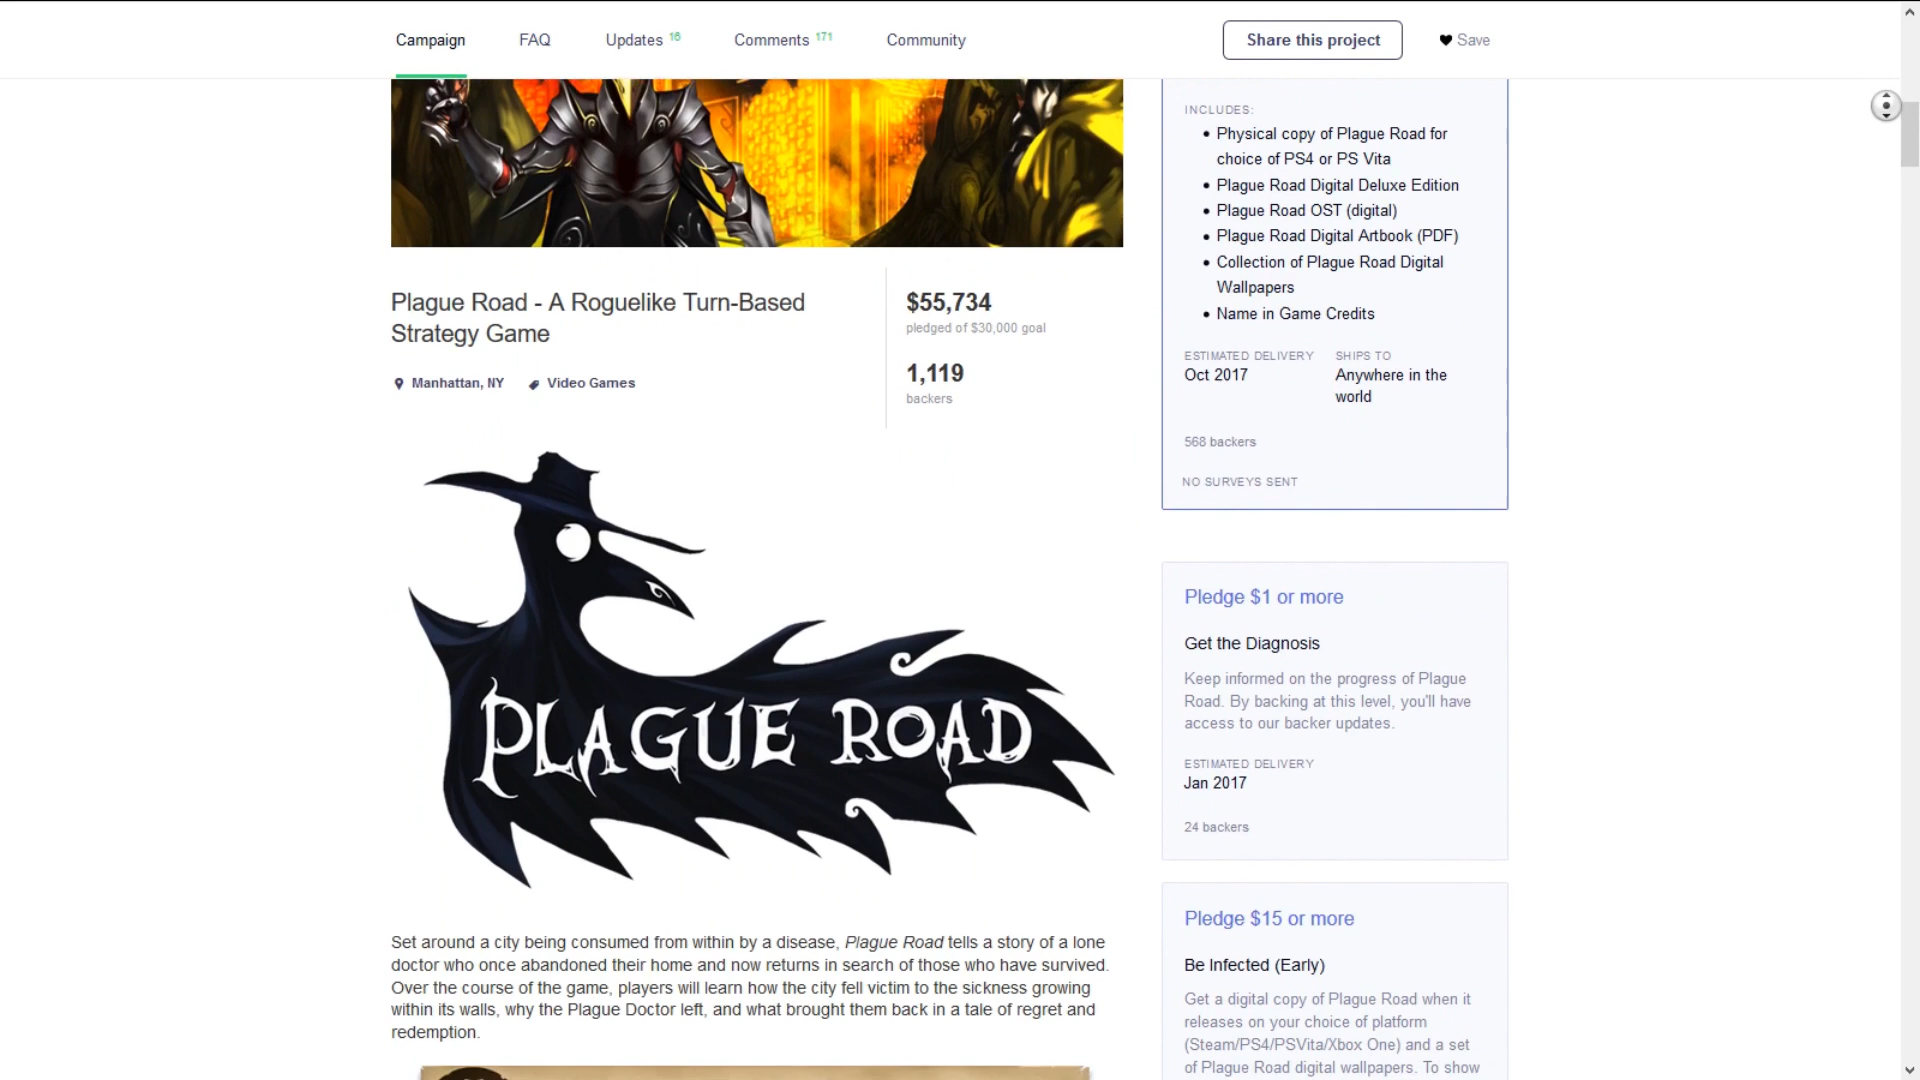 Campaign
FAQ
Updates 16
Comments 171
Community
Share this project
Save
Plague Road - A Roguelike Turn-Based
Strategy Game
Manhattan, NY
Video Games
$55,734
pledged of $30,000 goal
1,119
backers
PLAGUE ROAD
Set around a city being consumed from within by a disease, Plague Road tells a story of a lone
doctor who once abandoned their home and now returns in search of those who have survived.
Over the course of the game, players will learn how the city fell victim to the sickness growing
within its walls, why the Plague Doctor left, and what brought them back in a tale of regret and
redemption.
INCLUDES:
• Physical copy of Plague Road for
choice of PS4 or PS Vita
• Plague Road Digital Deluxe Edition
• Plague Road OST (digital)
• Plague Road Digital Artbook (PDF)
• Collection of Plague Road Digital
Wallpapers
• Name in Game Credits
ESTIMATED DELIVERY
Oct 2017
SHIPS TO
Anywhere in the
world
568 backers
NO SURVEYS SENT
Pledge $1 or more
Get the Diagnosis
Keep informed on the progress of Plague
Road. By backing at this level, you'll have
access to our backer updates.
ESTIMATED DELIVERY
Jan 2017
24 backers
Pledge $15 or more
Be Infected (Early)
Get a digital copy of Plague Road when it
releases on your choice of platform
(Steam/PS4/PSVita/Xbox One) and a set
of Plague Road digital wallpapers. To show